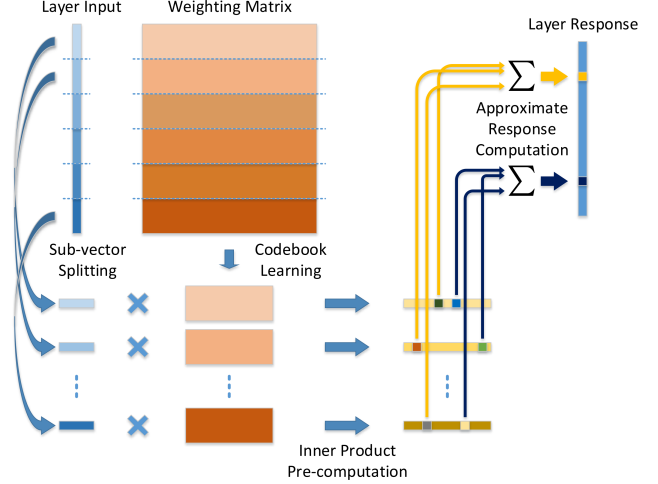 Layer Input
Weighting Matrix
Layer Response
∑
Approximate
Response
Computation
∑
Sub-vector
Splitting
Codebook
Learning
Inner Product
Pre-computation